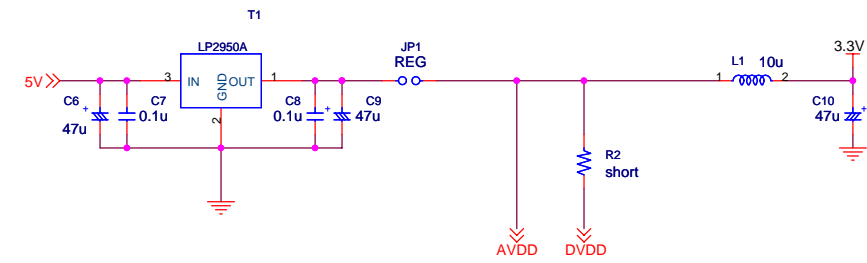 T1
LP2950A
JP1
REG
3.3V
L1
10u
5V
3
IN
GND
OUT
1
1
2
C6
+
C7
C8
+
C9
C10
+
47u
0.1u
2
0.1u
47u
47u
R2
short
AVDD
DVDD